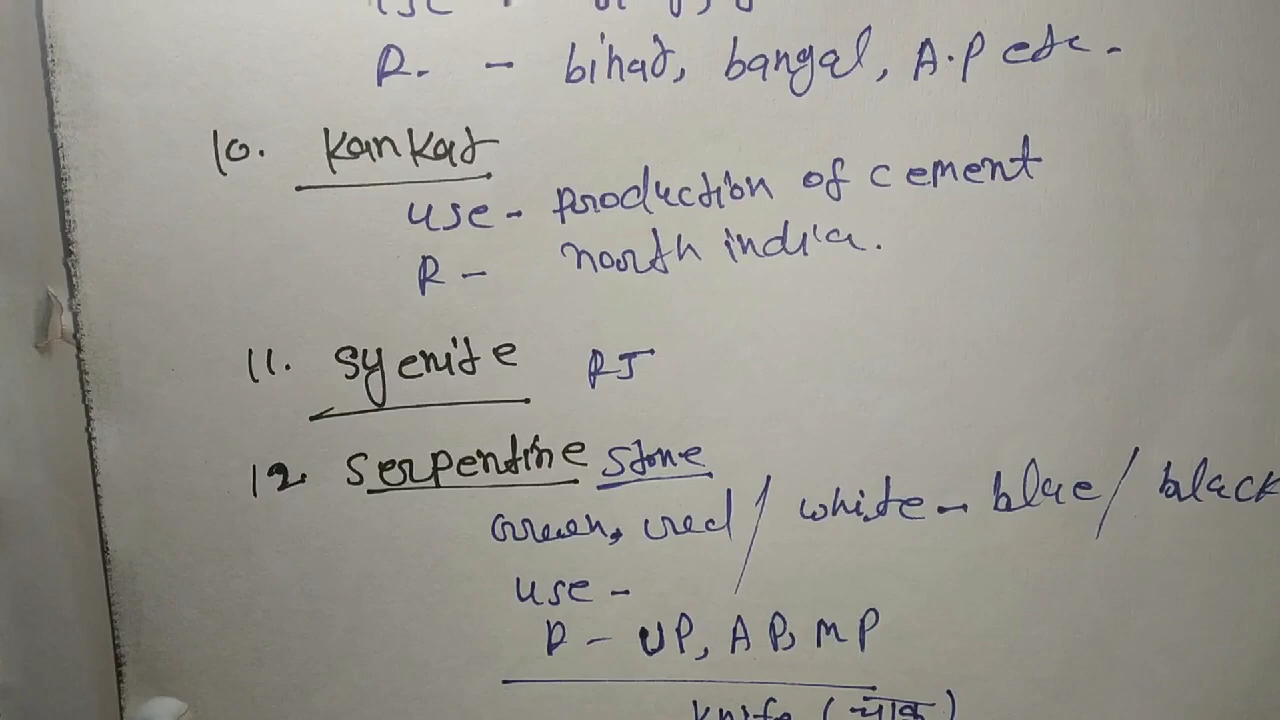 R. - bihar, bangal, A.P etc.
10. Kankar
use - production of cement
R - north india.
11. Syenite RJ
12. Serpentine stone
Green, red / white - blue / black
use -
R - UP, AP, MP
knife (चाकू)